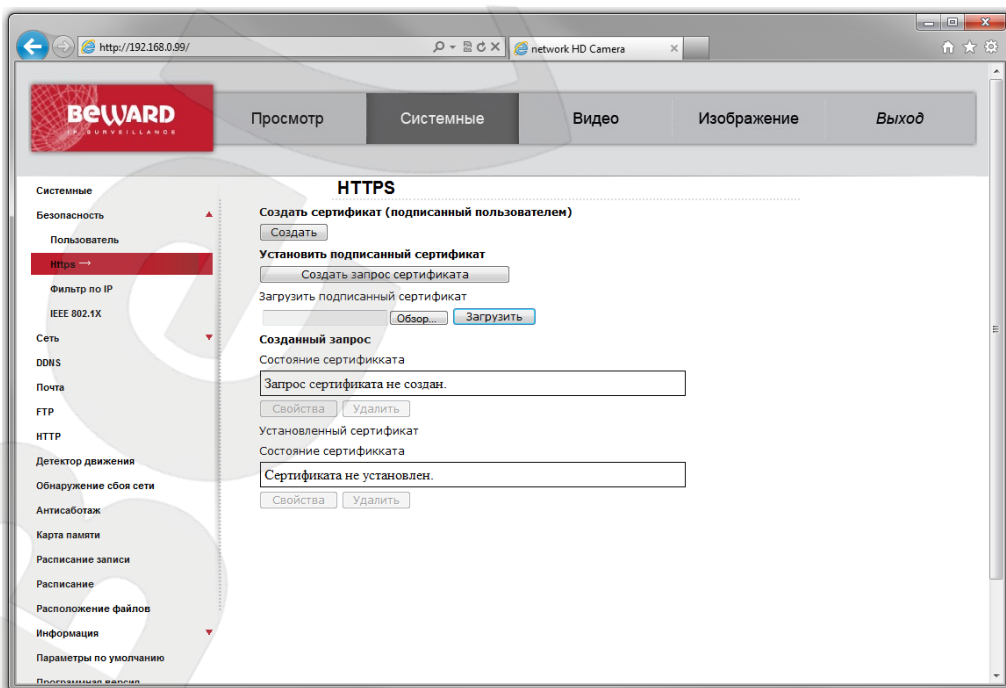 http://192.168.0.99/
network HD Camera
BEWARD
IP SURVEILLANCE
Просмотр
Системные
Видео
Изображение
Выход
Системные
Безопасность
Пользователь
Https →
Фильтр по IP
IEEE 802.1X
Сеть
DDNS
Почта
FTP
HTTP
Детектор движения
Обнаружение сбоя сети
Антисаботаж
Карта памяти
Расписание записи
Расписание
Расположение файлов
Информация
Параметры по умолчанию
Программная версия
HTTPS
Создать сертификат (подписанный пользователем)
Создать
Установить подписанный сертификат
Создать запрос сертификата
Загрузить подписанный сертификат
Обзор... Загрузить
Созданный запрос
Состояние сертификката
Запрос сертификата не создан.
Свойства Удалить
Установленный сертификат
Состояние сертификката
Сертификата не установлен.
Свойства Удалить